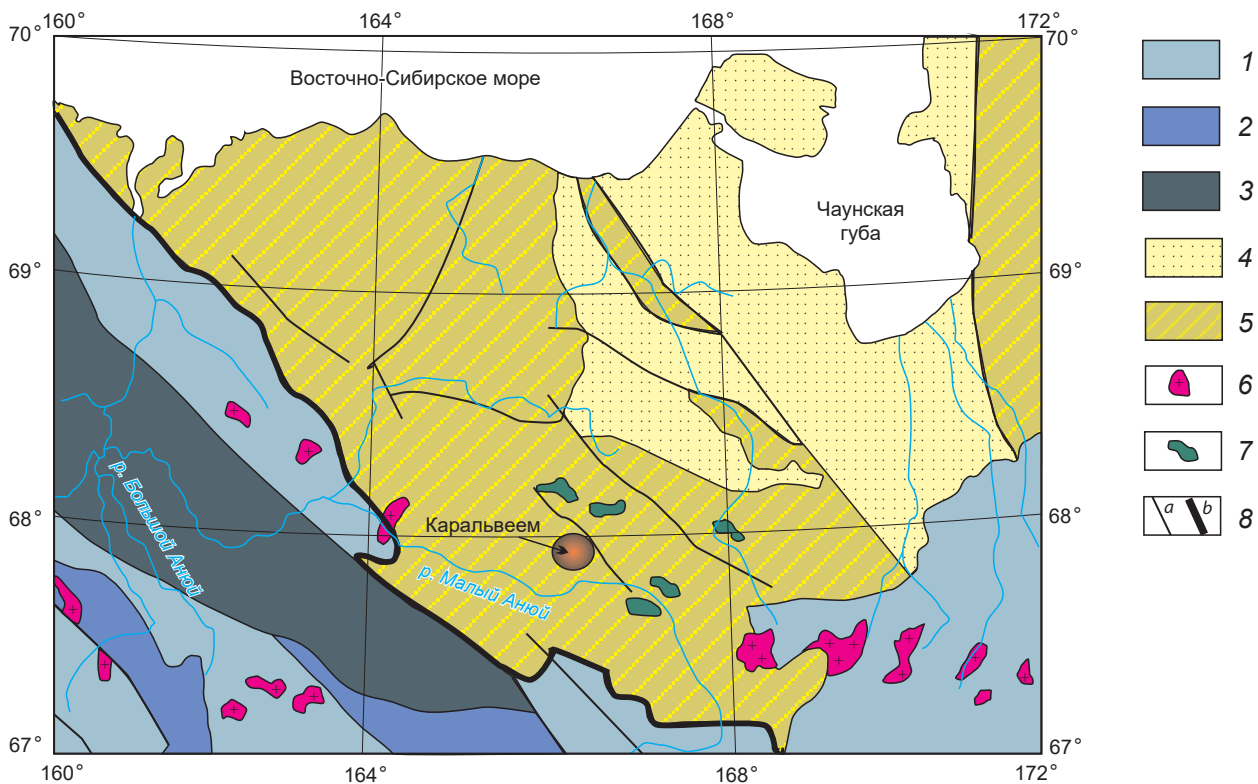 160° 164° 168° 172°
70° 70°
Восточно-Сибирское море
Чаунская
губа
69° 69°
68° 68°
р. Большой Анюй
Каральвеем
р. Малый Анюй
67° 67°
160° 164° 168° 172°
1
2
3
4
5
6
7
a b 8